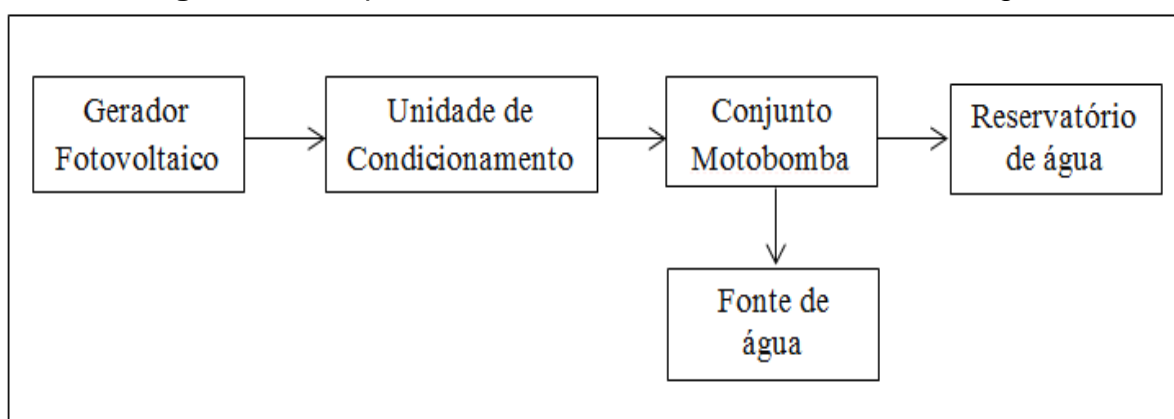 Gerador
Fotovoltaico
Unidade de
Condicionamento
Conjunto
Motobomba
Reservatório
de água
Fonte de
água